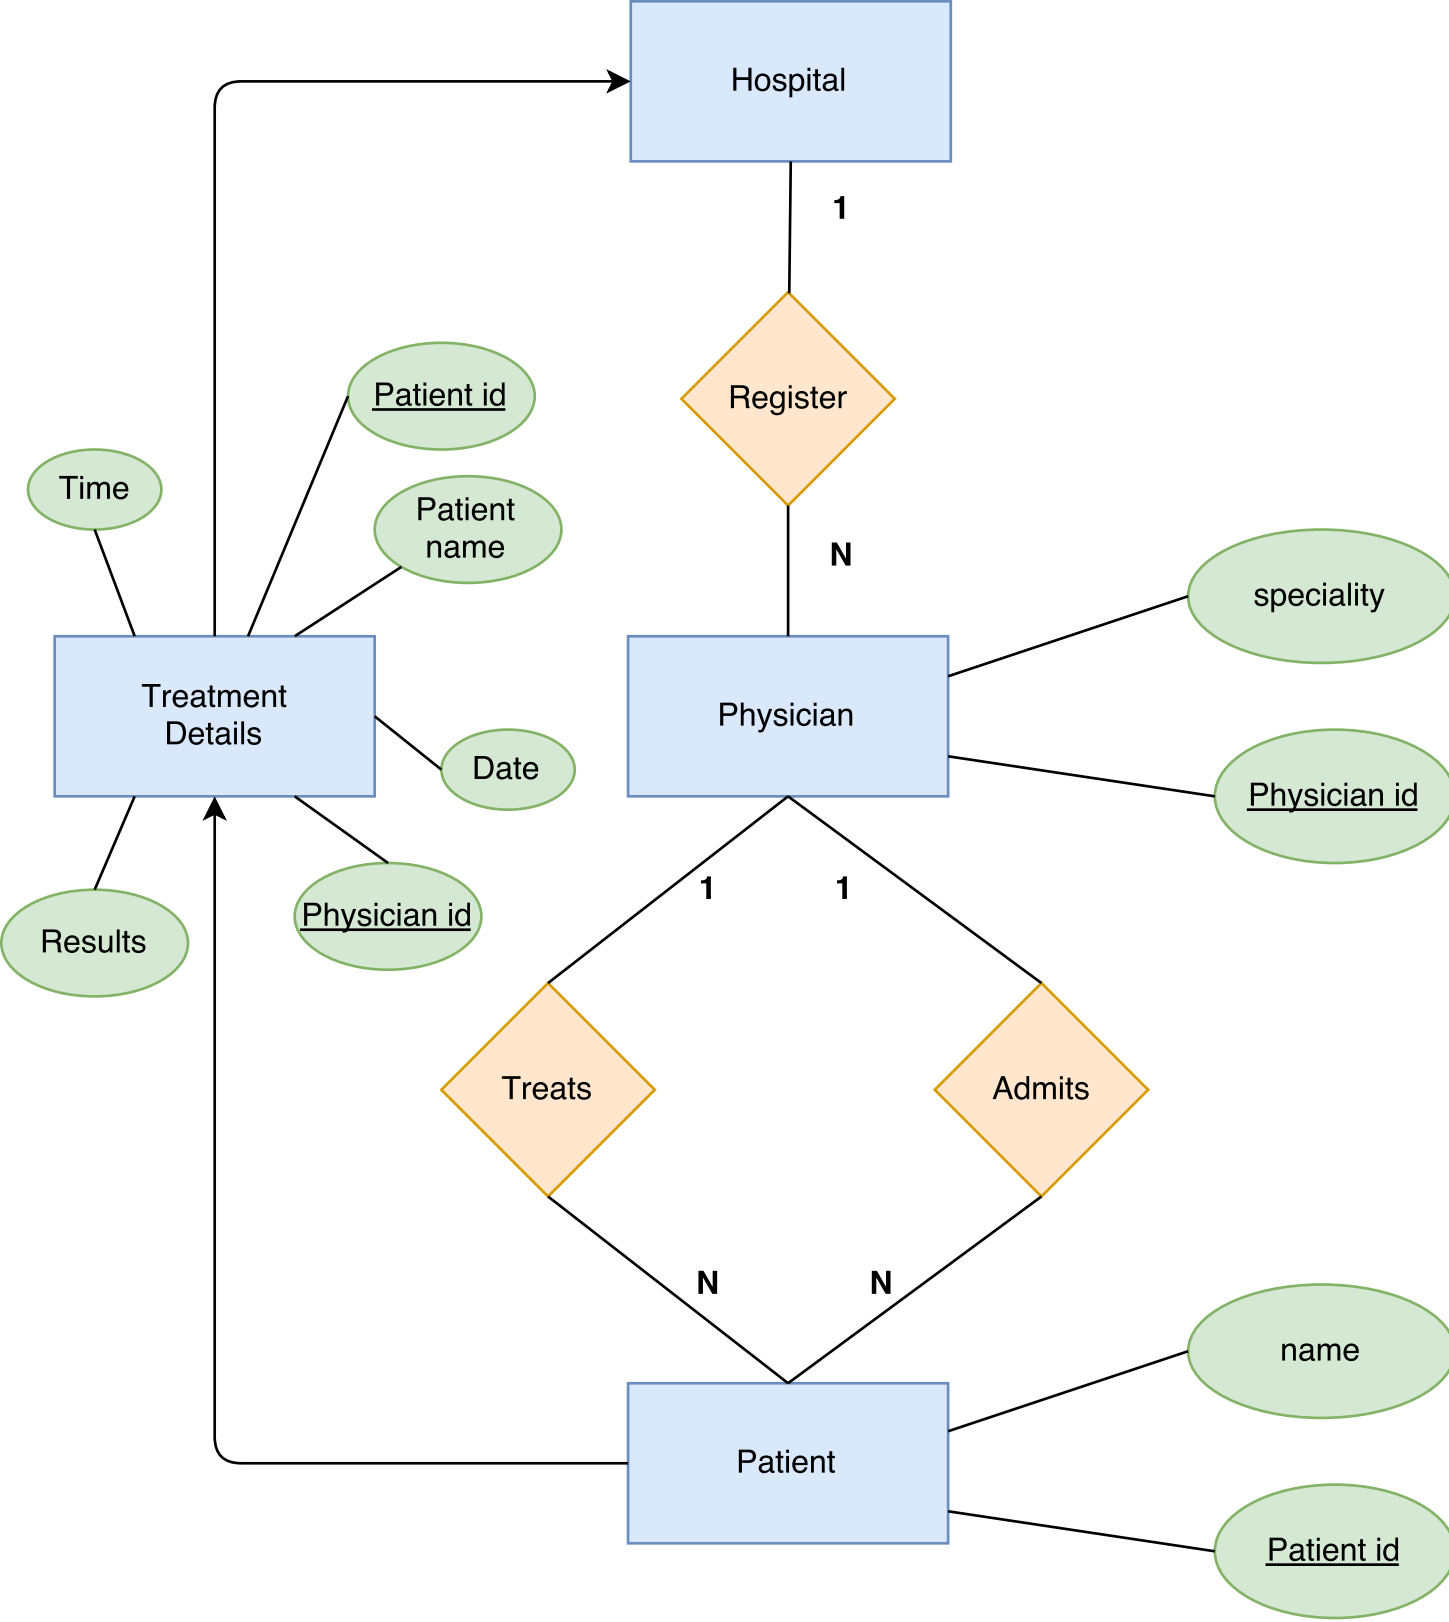 Hospital
1
Register
Patient id
Time
Patient
name
N
speciality
Treatment
Details
Physician
Date
Physician id
1
1
Results
Physician id
Treats
Admits
N
N
name
Patient
Patient id